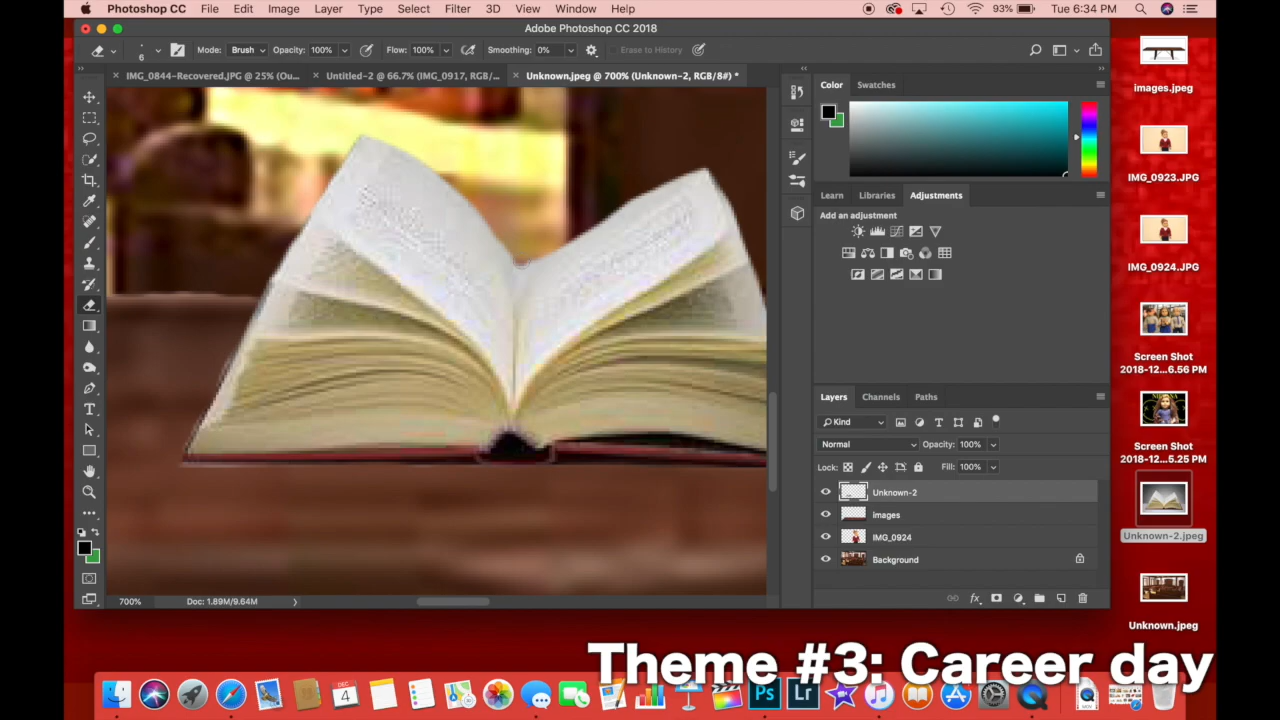 Photoshop CC File Edit Image Layer Type Select Filter 3D View Window Help 93% Tue 6:34 PM
Adobe Photoshop CC 2018
6 Mode: Brush Opacity: 100% Flow: 100% Smoothing: 0% Erase to History
IMG_0844-Recovered.JPG @ 25% (Ou... Untitled-2 @ 66.7% (IMG_0917, RGB/... Unknown.jpeg @ 700% (Unknown-2, RGB/8#) *
Color Swatches
Learn Libraries Adjustments
Add an adjustment
Layers Channels Paths
Kind
Normal Opacity: 100%
Lock: Fill: 100%
Unknown-2
images
IMG_0924
Background
700% Doc: 1.89M/9.64M
images.jpeg
IMG_0923.JPG
IMG_0924.JPG
Screen Shot
2018-12...6.56 PM
Screen Shot
2018-12...5.25 PM
Unknown-2.jpeg
Unknown.jpeg
Theme #3: Career day
Ps Lr